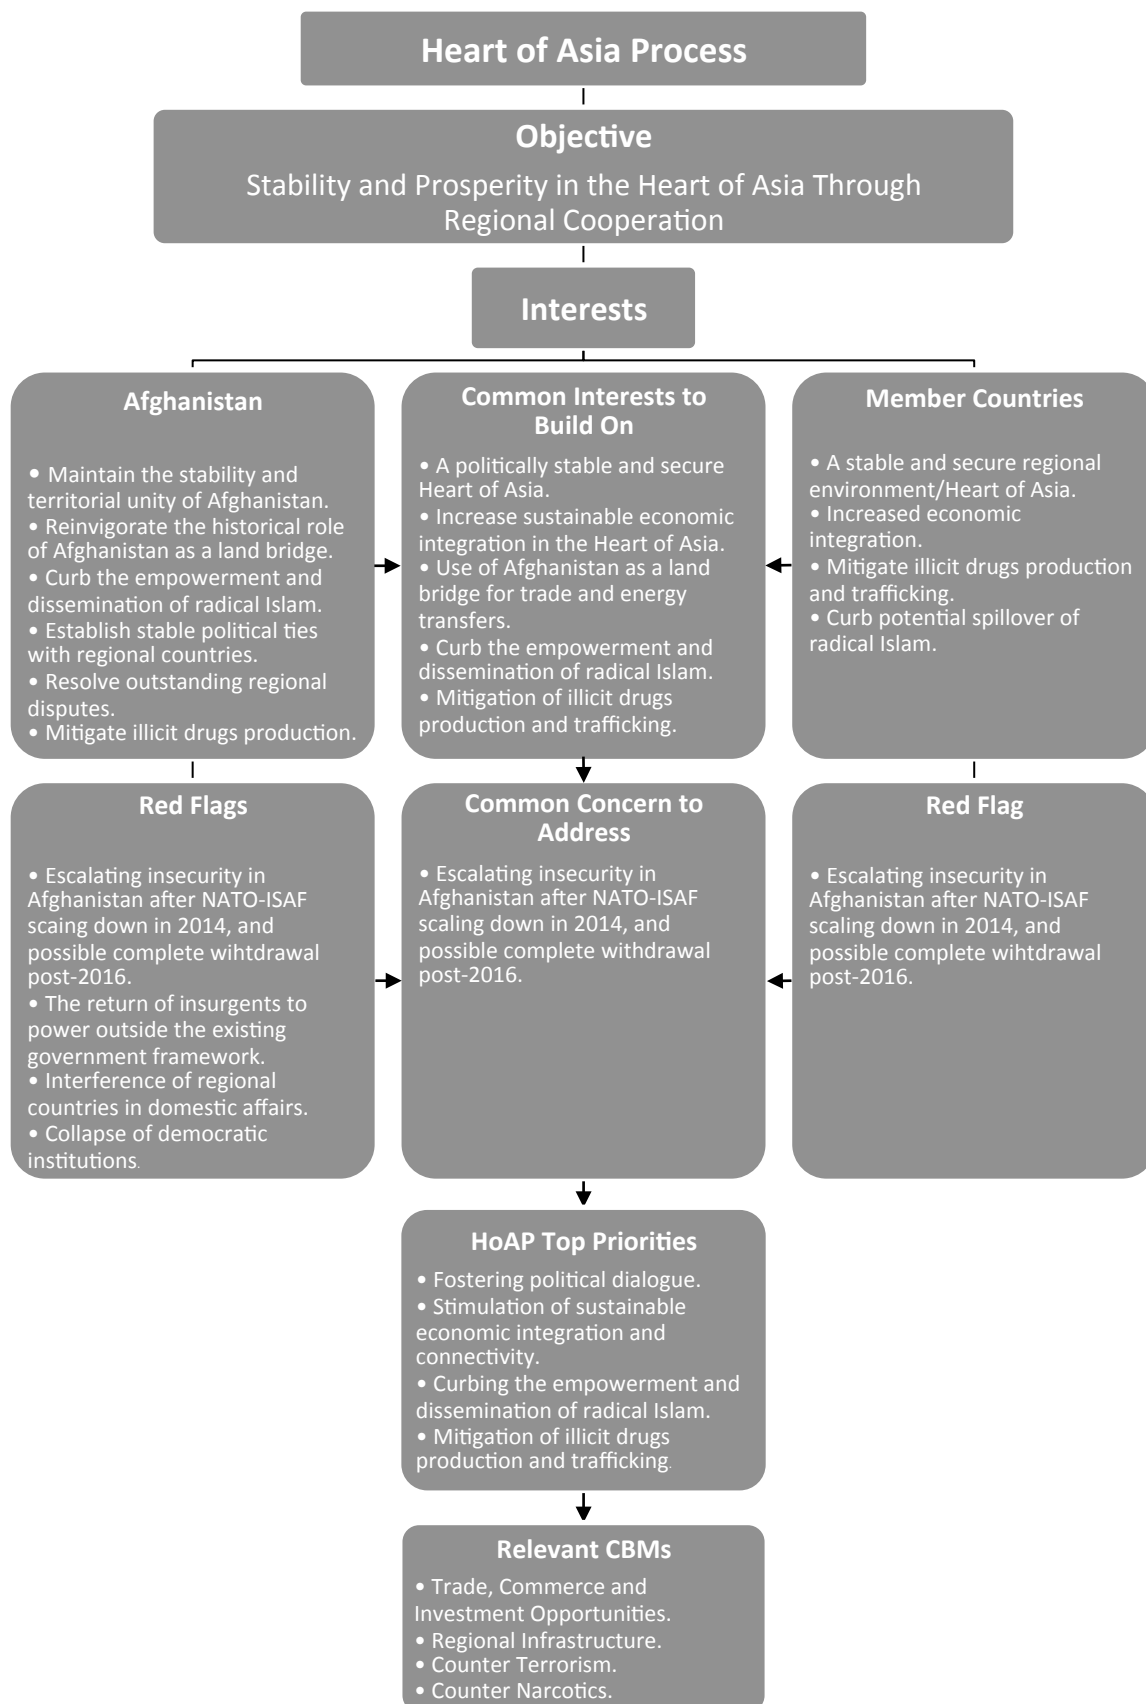 Heart of Asia Process
Objective
Stability and Prosperity in the Heart of Asia Through
Regional Cooperation
Interests
Afghanistan
• Maintain the stability and
territorial unity of Afghanistan.
• Reinvigorate the historical role
of Afghanistan as a land bridge.
• Curb the empowerment and
dissemination of radical Islam.
• Establish stable political ties
with regional countries.
• Resolve outstanding regional
disputes.
• Mitigate illicit drugs production.
Common Interests to
Build On
• A politically stable and secure
Heart of Asia.
• Increase sustainable economic
integration in the Heart of Asia.
• Use of Afghanistan as a land
bridge for trade and energy
transfers.
• Curb the empowerment and
dissemination of radical Islam.
• Mitigation of illicit drugs
production and trafficking.
Member Countries
• A stable and secure regional
environment/Heart of Asia.
• Increased economic
integration.
• Mitigate illicit drugs production
and trafficking.
• Curb potential spillover of
radical Islam.
Red Flags
• Escalating insecurity in
Afghanistan after NATO-ISAF
scaing down in 2014, and
possible complete wihtdrawal
post-2016.
• The return of insurgents to
power outside the existing
government framework.
• Interference of regional
countries in domestic affairs.
• Collapse of democratic
institutions.
Common Concern to
Address
• Escalating insecurity in
Afghanistan after NATO-ISAF
scaling down in 2014, and
possible complete withdrawal
post-2016.
Red Flag
• Escalating insecurity in
Afghanistan after NATO-ISAF
scaling down in 2014, and
possible complete wihtdrawal
post-2016.
HoAP Top Priorities
• Fostering political dialogue.
• Stimulation of sustainable
economic integration and
connectivity.
• Curbing the empowerment and
dissemination of radical Islam.
• Mitigation of illicit drugs
production and trafficking.
Relevant CBMs
• Trade, Commerce and
Investment Opportunities.
• Regional Infrastructure.
• Counter Terrorism.
• Counter Narcotics.